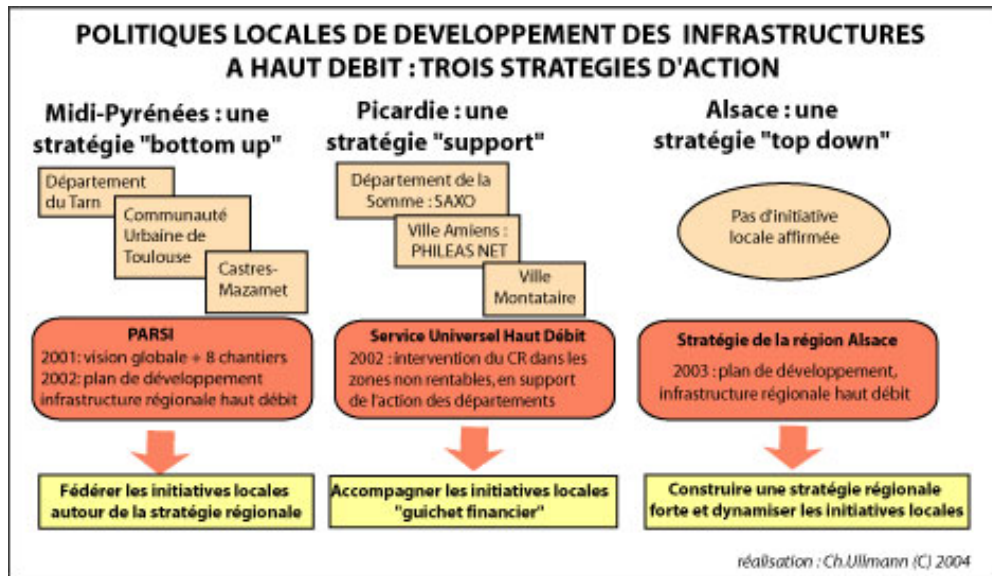 POLITIQUES LOCALES DE DEVELOPPEMENT DES INFRASTRUCTURES
A HAUT DEBIT : TROIS STRATEGIES D'ACTION
Midi-Pyrénées : une
stratégie "bottom up"
Département
du Tarn
Communauté
Urbaine de
Toulouse
Castres-
Mazamet
PARSI
2001: vision globale + 8 chantiers
2002: plan de développement
infrastructure régionale haut débit
Fédérer les initiatives locales
autour de la stratégie régionale
Picardie : une
stratégie "support"
Département de la
Somme : SAXO
Ville Amiens :
PHILEAS NET
Ville
Montataire
Service Universel Haut Débit
2002 : intervention du CR dans les
zones non rentables, en support
de l'action des départements
Accompagner les initiatives locales
"guichet financier"
Alsace : une
stratégie "top down"
Pas d'initiative
locale affirmée
Stratégie de la région Alsace
2003 : plan de développement,
infrastructure régionale haut débit
Construire une stratégie régionale
forte et dynamiser les initiatives locales
réalisation : Ch.Ullmann (C) 2004